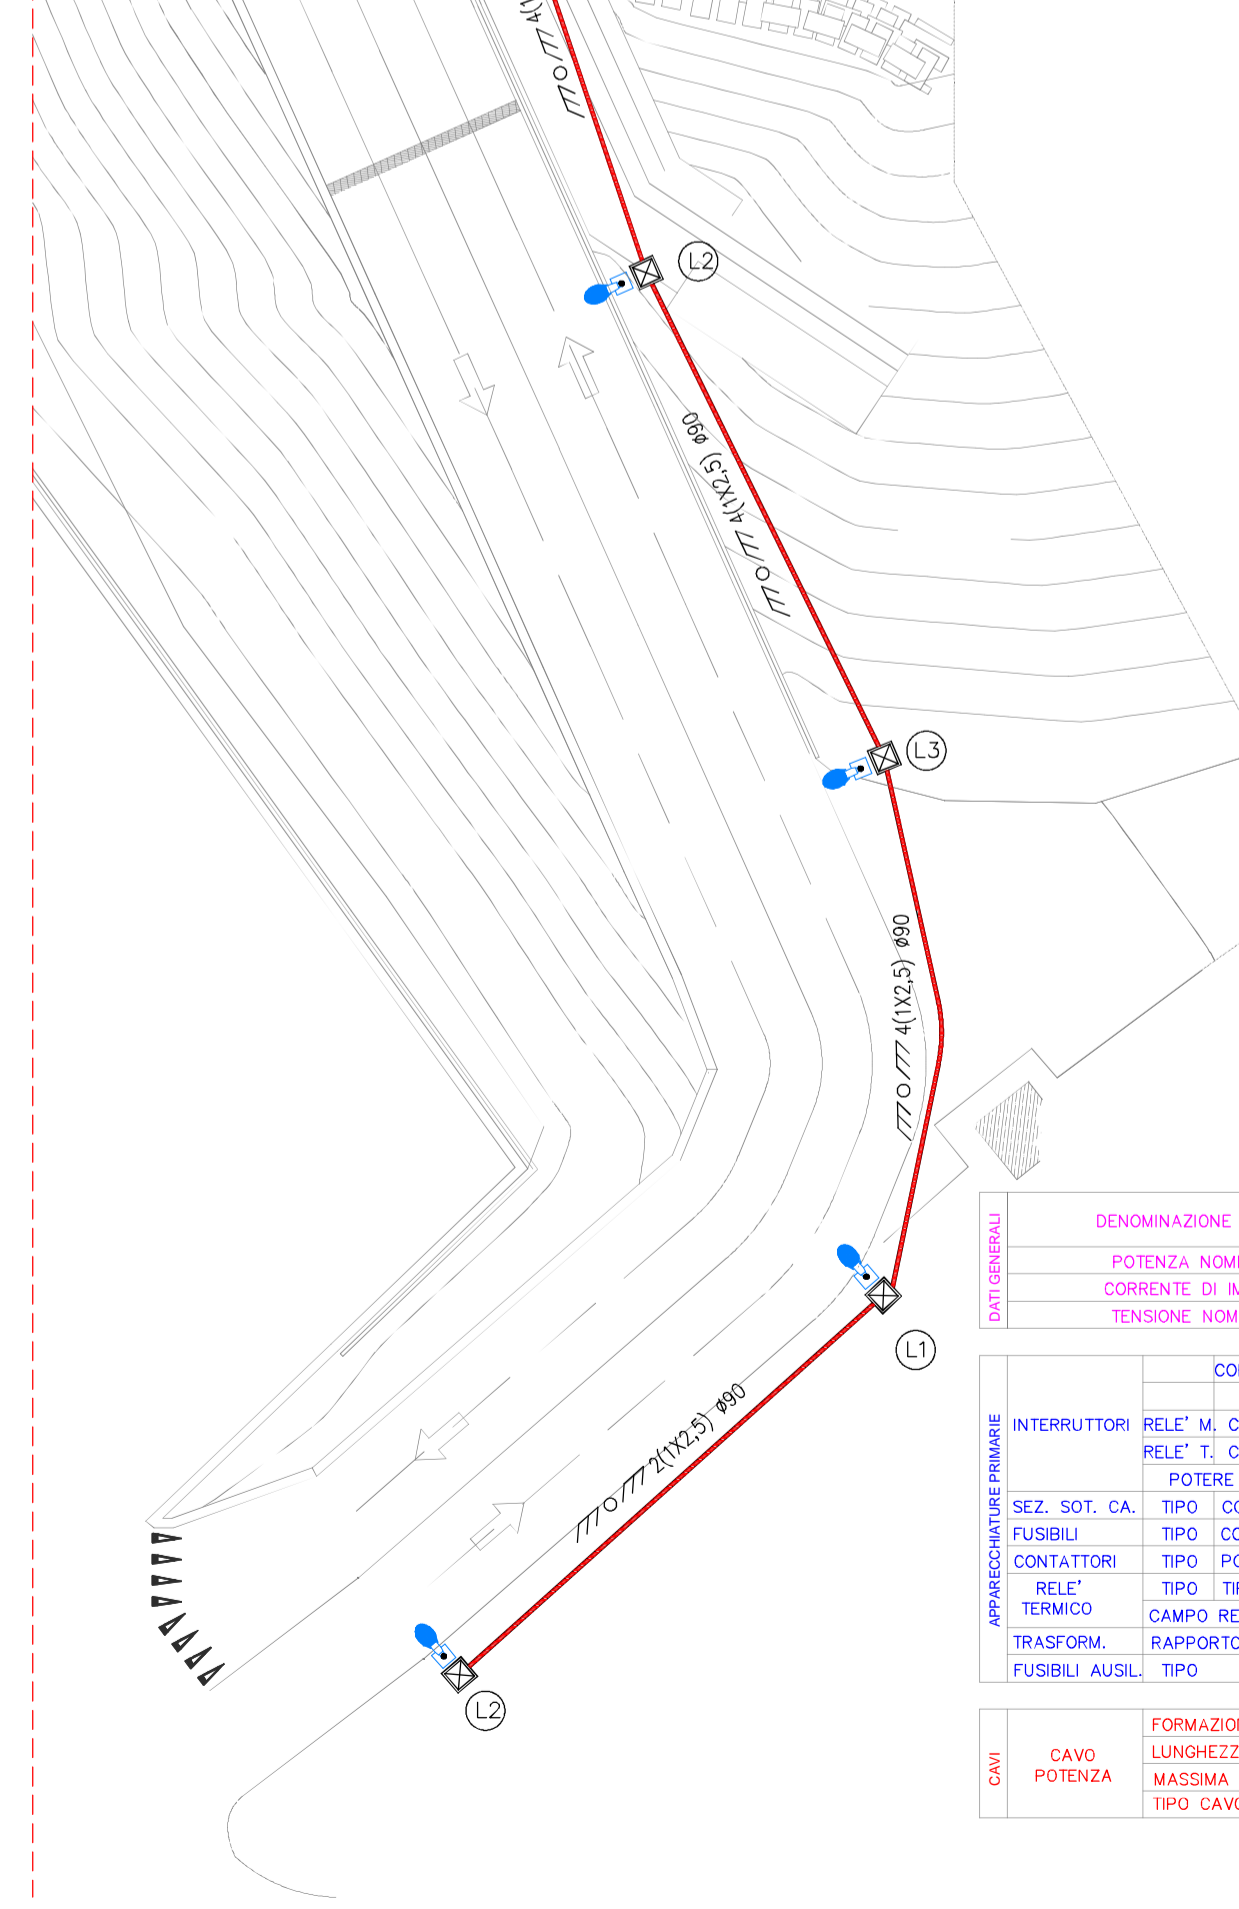 4(1
L2
4(1X2,5) ø90
L3
4(1X2,5) ø90
L1
2(1X2,5) ø90
L2
DATI GENERALI
DENOMINAZIONE
POTENZA NOMI
CORRENTE DI IM
TENSIONE NOM
APPARECCHIATURE PRIMARIE
INTERRUTTORI
RELE' M. C
RELE' T. C
POTERE
SEZ. SOT. CA. TIPO
FUSIBILI TIPO
CONTATTORI TIPO
RELE' TERMICO TIPO
CAMPO RE
TRASFORM. RAPPORTO
FUSIBILI AUSIL. TIPO
CAVI
CAVO POTENZA
FORMAZION
LUNGHEZZ
MASSIMA
TIPO CAVO